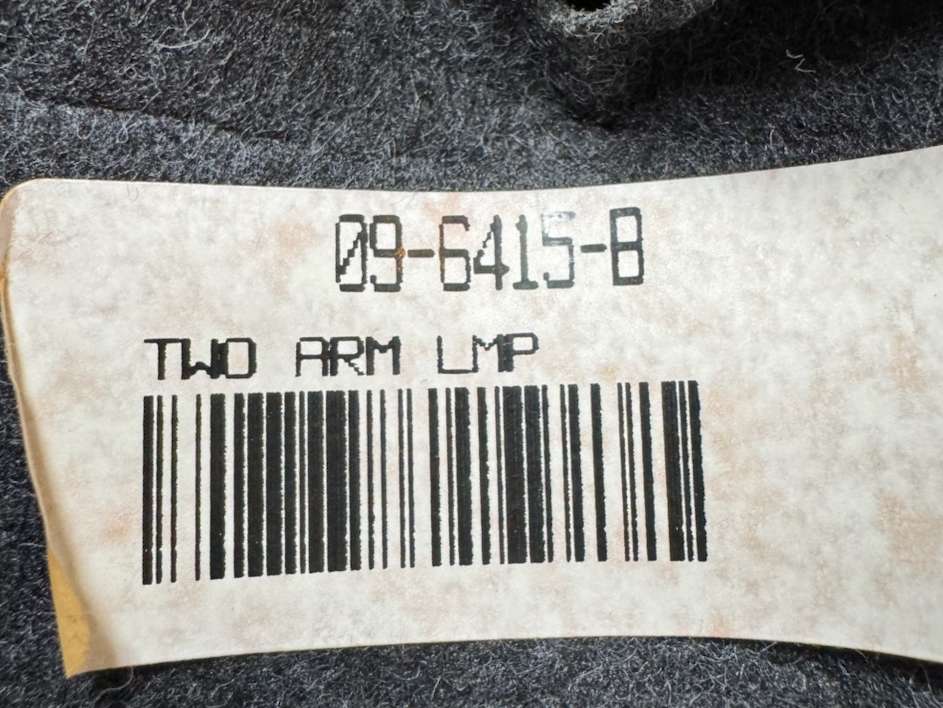 09-6415-B
TWO ARM LMP